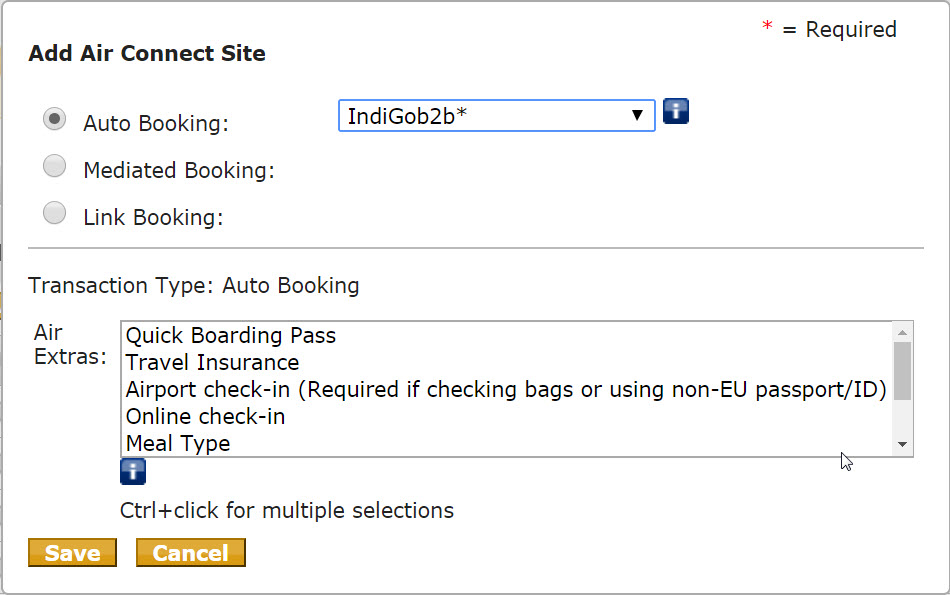 * = Required
Add Air Connect Site
Auto Booking: IndiGob2b*
Mediated Booking:
Link Booking:
Transaction Type: Auto Booking
Air
Extras:
Quick Boarding Pass
Travel Insurance
Airport check-in (Required if checking bags or using non-EU passport/ID)
Online check-in
Meal Type
i
Ctrl+click for multiple selections
Save Cancel